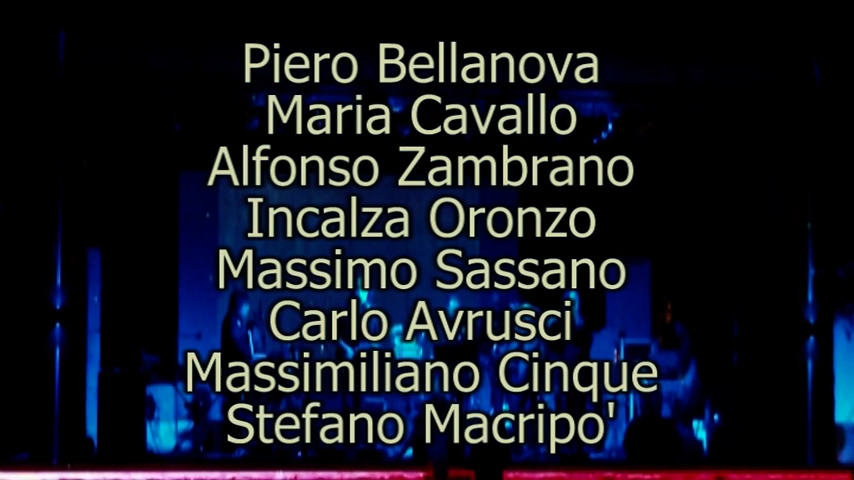 Piero Bellanova
Maria Cavallo
Alfonso Zambrano
Incalza Oronzo
Massimo Sassano
Carlo Avrusci
Massimiliano Cinque
Stefano Macripo'